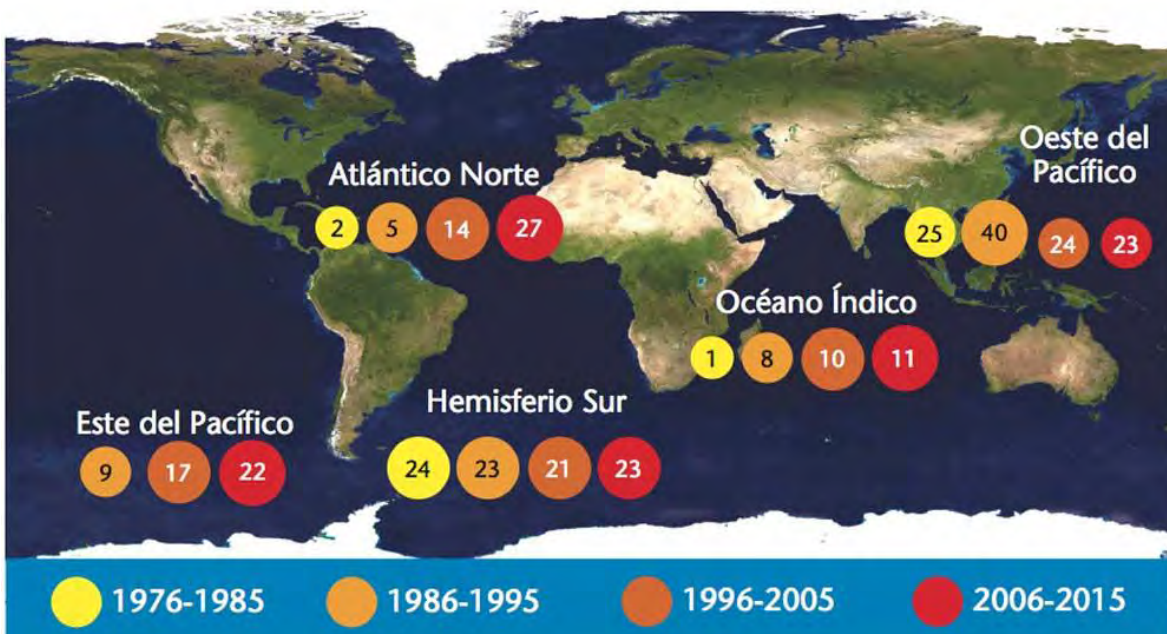 Oeste del
Pacífico
Atlántico Norte
2 5 14 27
25 40 24 23
Océano Índico
1 8 10 11
Hemisferio Sur
Este del Pacífico
9 17 22
24 23 21 23
1976-1985 1986-1995 1996-2005 2006-2015